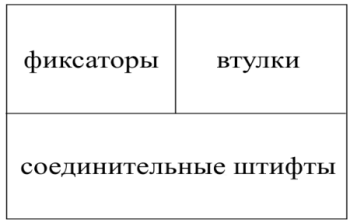 фиксаторы втулки
соединительные штифты